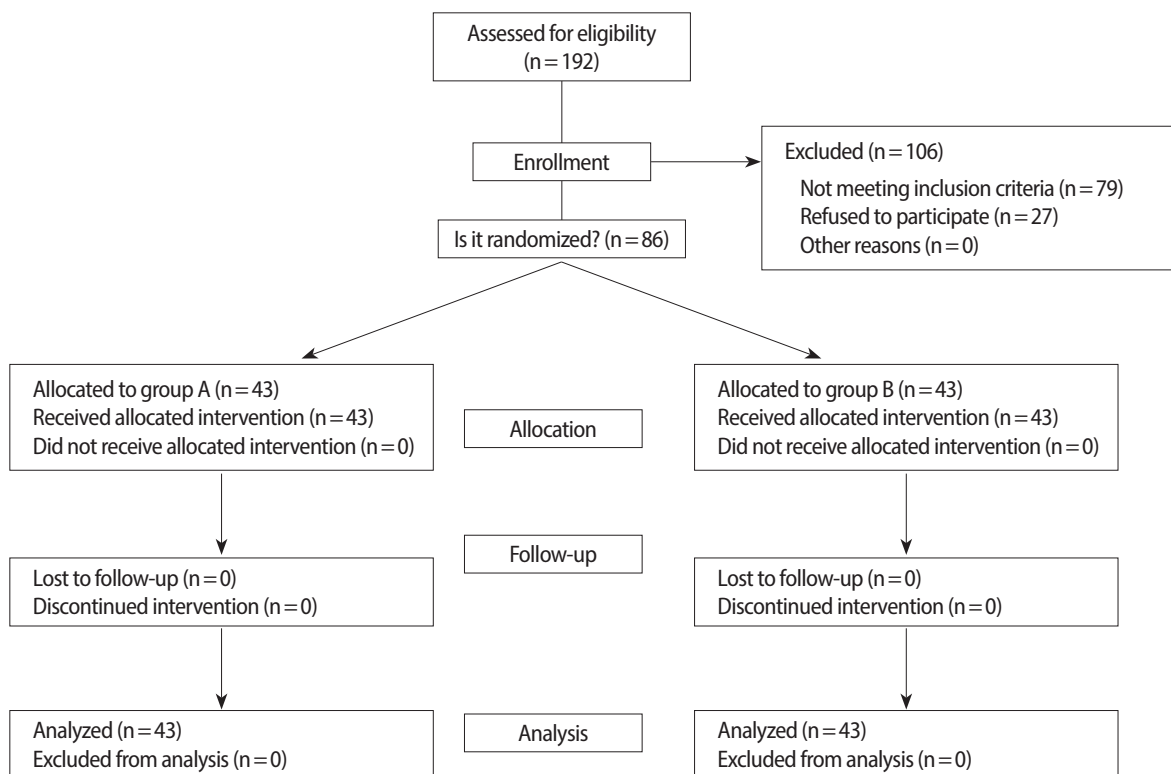 Assessed for eligibility
(n = 192)
Enrollment
Excluded (n = 106)
Not meeting inclusion criteria (n = 79)
Refused to participate (n = 27)
Other reasons (n = 0)
Is it randomized? (n = 86)
Allocated to group A (n = 43)
Received allocated intervention (n = 43)
Did not receive allocated intervention (n = 0)
Allocation
Allocated to group B (n = 43)
Received allocated intervention (n = 43)
Did not receive allocated intervention (n = 0)
Follow-up
Lost to follow-up (n = 0)
Discontinued intervention (n = 0)
Lost to follow-up (n = 0)
Discontinued intervention (n = 0)
Analyzed (n = 43)
Excluded from analysis (n = 0)
Analysis
Analyzed (n = 43)
Excluded from analysis (n = 0)